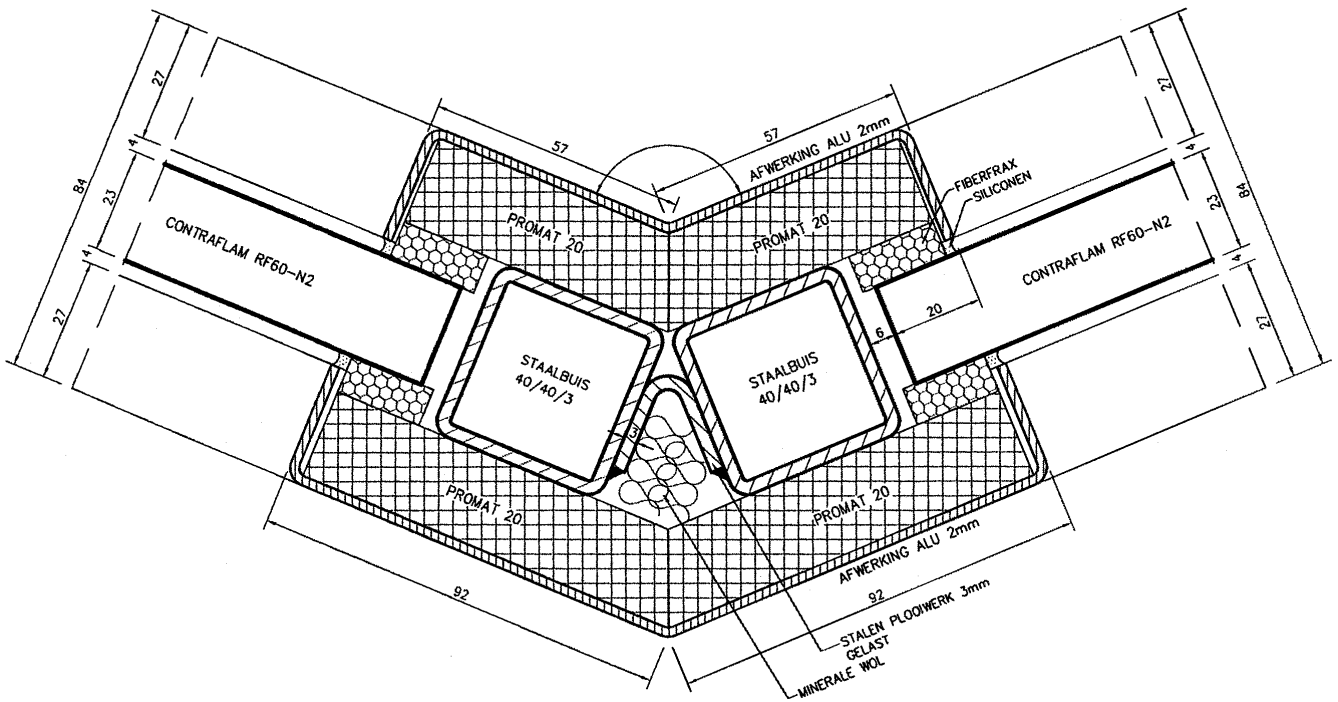 27
4
84
23
4
27
CONTRAFLAM RF60-N2
57
57
AFWERKING ALU 2mm
PROMAT 20
PROMAT 20
FIBERFRAX
SILICONEN
27
4
23
84
4
27
CONTRAFLAM RF60-N2
20
6
STAALBUIS
40/40/3
STAALBUIS
40/40/3
3
PROMAT 20
PROMAT 20
AFWERKING ALU 2mm
92
92
STALEN PLOOIWERK 3mm
GELAST
MINERALE WOL